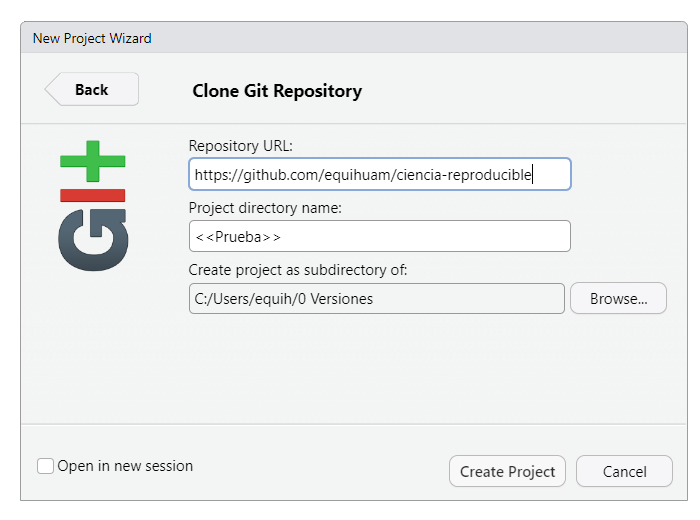 New Project Wizard
Back
Clone Git Repository
git
Repository URL:
https://github.com/equihuam/ciencia-reproducible
Project directory name:
<<Prueba>>
Create project as subdirectory of:
C:/Users/equih/0 Versiones
Browse...
Open in new session
Create Project
Cancel